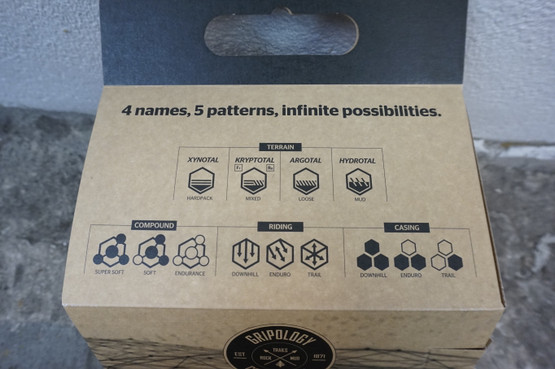 4 names, 5 patterns, infinite possibilities.
TERRAIN
XYNOTAL KRYPTOTAL ARGOTAL HYDROTAL
HARDPACK MIXED LOOSE MUD
COMPOUND RIDING CASING
SUPER SOFT SOFT ENDURANCE DOWNHILL ENDURO TRAIL DOWNHILL ENDURO TRAIL
GRIPOLOGY
TRAILS
EST ROCK MUD 1871